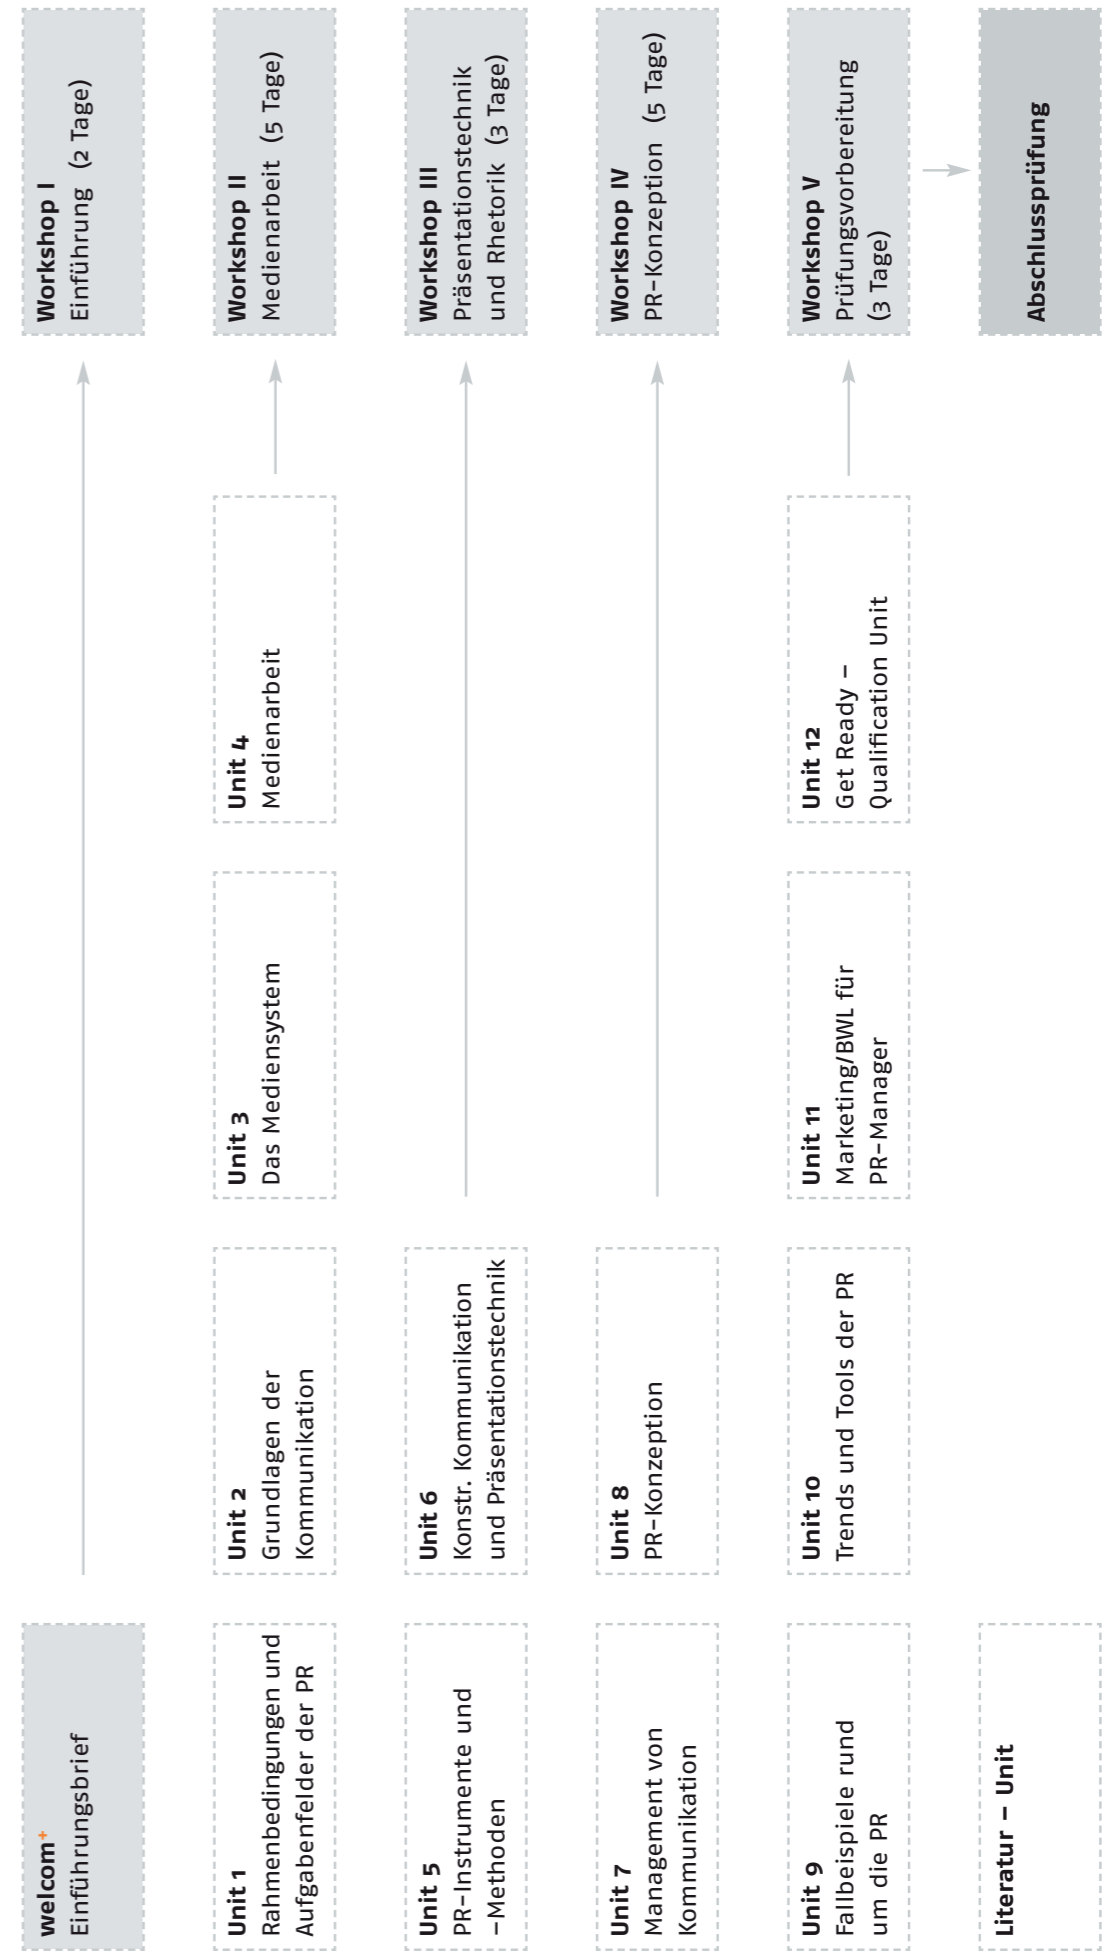 welcom+
Einführungsbrief
Workshop I
Einführung (2 Tage)
Unit 1
Rahmenbedingungen und
Aufgabenfelder der PR
Unit 2
Grundlagen der
Kommunikation
Unit 3
Das Mediensystem
Unit 4
Medienarbeit
Workshop II
Medienarbeit (5 Tage)
Unit 5
PR-Instrumente und
-Methoden
Unit 6
Konstr. Kommunikation
und Präsentationstechnik
Workshop III
Präsentationstechnik
und Rhetorik (3 Tage)
Unit 7
Management von
Kommunikation
Unit 8
PR-Konzeption
Workshop IV
PR-Konzeption (5 Tage)
Unit 9
Fallbeispiele rund
um die PR
Unit 10
Trends und Tools der PR
Unit 11
Marketing/BWL für
PR-Manager
Unit 12
Get Ready –
Qualification Unit
Workshop V
Prüfungsvorbereitung
(3 Tage)
Literatur – Unit
Abschlussprüfung